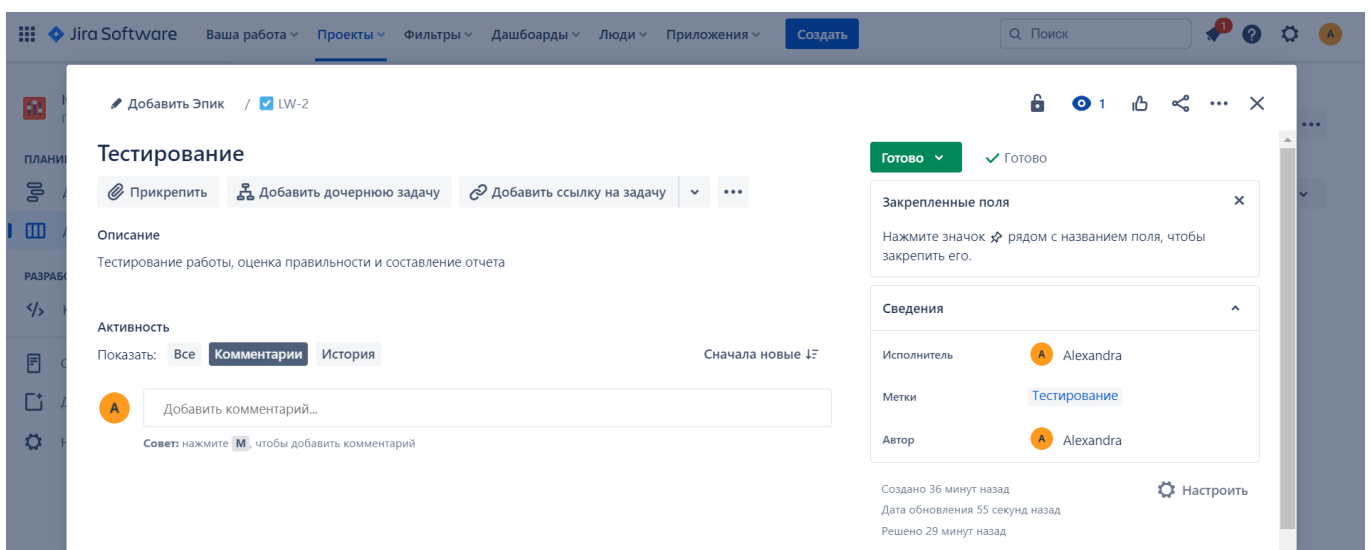 Jira Software Ваша работа Проекты Фильтры Дашборды Люди Приложения Создать Поиск 1 A
Добавить Эпик / LW-2 1
Тестирование
Готово Готово
Прикрепить Добавить дочернюю задачу Добавить ссылку на задачу
Закрепленные поля
Нажмите значок рядом с названием поля, чтобы
закрепить его.
Описание
Тестирование работы, оценка правильности и составление отчета
Сведения
Активность
Показать: Все Комментарии История Сначала новые
Исполнитель A Alexandra
Метки Тестирование
A Добавить комментарий...
Автор A Alexandra
Совет: нажмите M, чтобы добавить комментарий
Создано 36 минут назад
Настроить
Дата обновления 55 секунд назад
Решено 29 минут назад